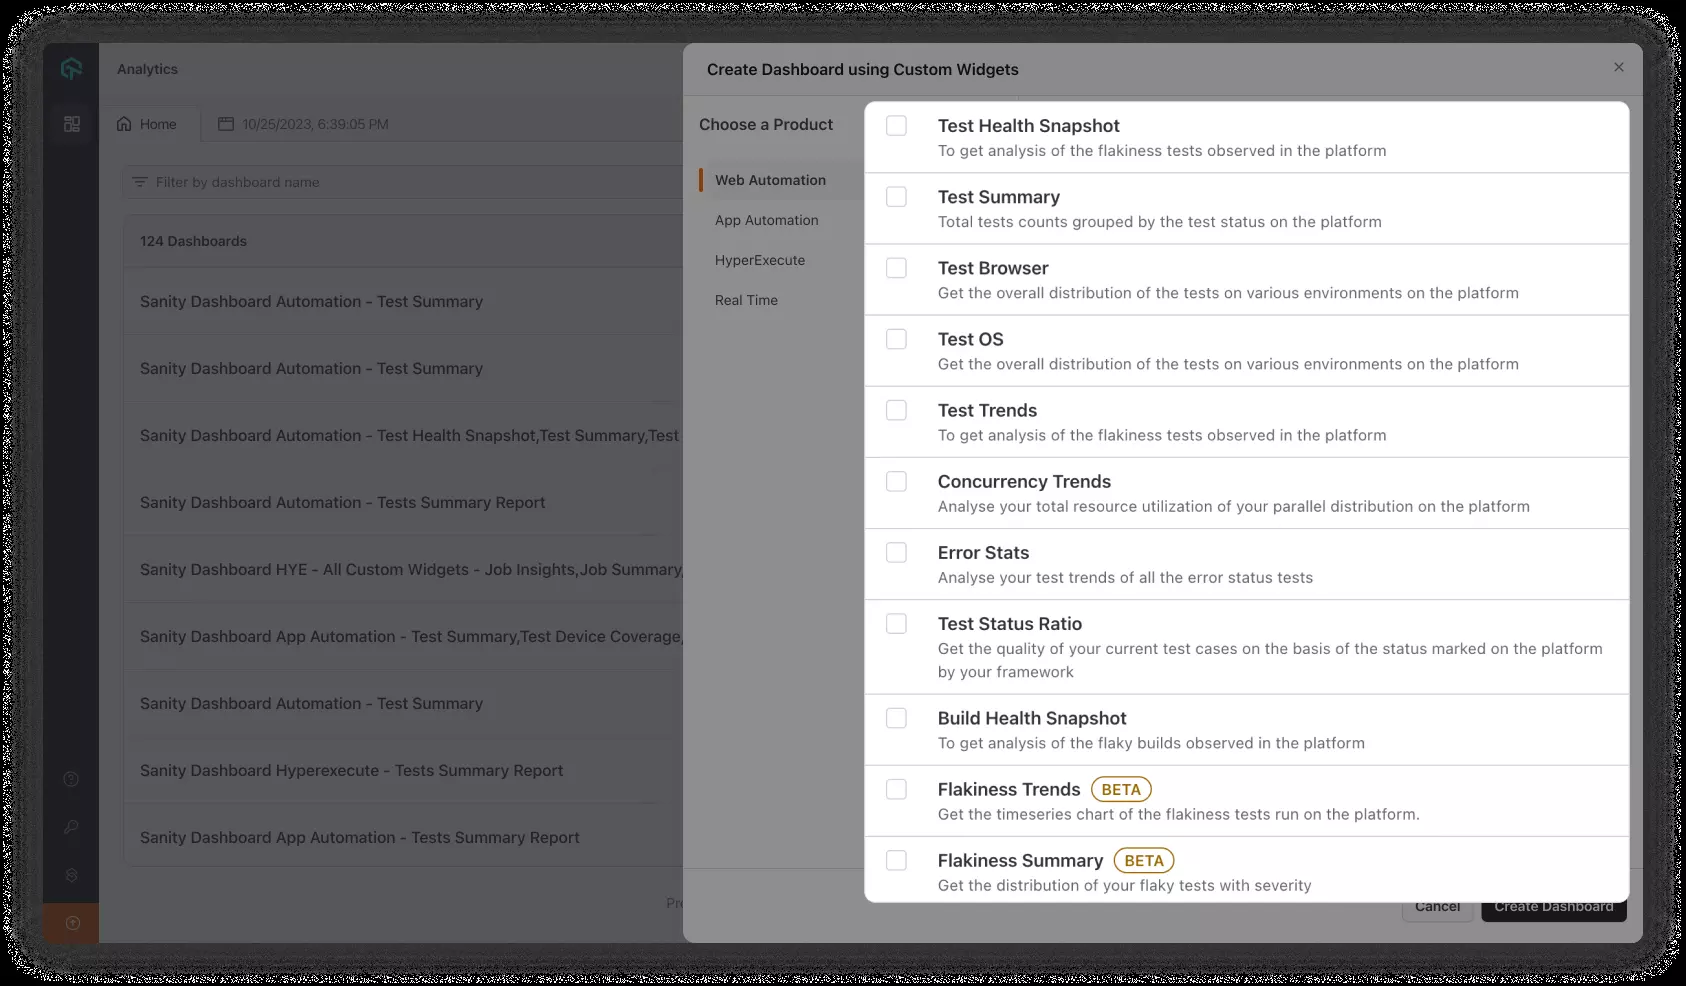 Analytics
Home
10/25/2023, 6:39:05 PM
Filter by dashboard name
124 Dashboards
Sanity Dashboard Automation - Test Summary
Sanity Dashboard Automation - Test Summary
Sanity Dashboard Automation - Test Health Snapshot,Test Summary,Test
Sanity Dashboard Automation - Tests Summary Report
Sanity Dashboard HYE - All Custom Widgets - Job Insights,Job Summary,
Sanity Dashboard App Automation - Test Summary,Test Device Coverage,
Sanity Dashboard Automation - Test Summary
Sanity Dashboard Hyperexecute - Tests Summary Report
Sanity Dashboard App Automation - Tests Summary Report
Create Dashboard using Custom Widgets
Choose a Product
Web Automation
App Automation
HyperExecute
Real Time
Test Health Snapshot
To get analysis of the flakiness tests observed in the platform
Test Summary
Total tests counts grouped by the test status on the platform
Test Browser
Get the overall distribution of the tests on various environments on the platform
Test OS
Get the overall distribution of the tests on various environments on the platform
Test Trends
To get analysis of the flakiness tests observed in the platform
Concurrency Trends
Analyse your total resource utilization of your parallel distribution on the platform
Error Stats
Analyse your test trends of all the error status tests
Test Status Ratio
Get the quality of your current test cases on the basis of the status marked on the platform
by your framework
Build Health Snapshot
To get analysis of the flaky builds observed in the platform
Flakiness Trends BETA
Get the timeseries chart of the flakiness tests run on the platform.
Flakiness Summary BETA
Get the distribution of your flaky tests with severity
Cancel
Create Dashboard